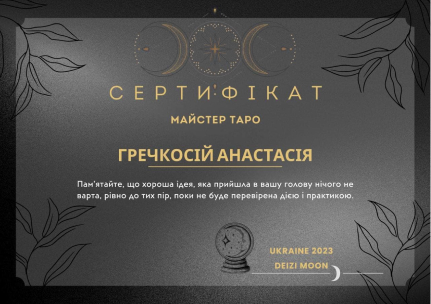 СЕРТИФІКАТ
МАЙСТЕР ТАРО
ГРЕЧКОСІЙ АНАСТАСІЯ
Пам'ятайте, що хороша ідея, яка прийшла в вашу голову нічого не
варта, рівно до тих пір, поки не буде перевірена дією і практикою.
UKRAINE 2023
DEIZI MOON